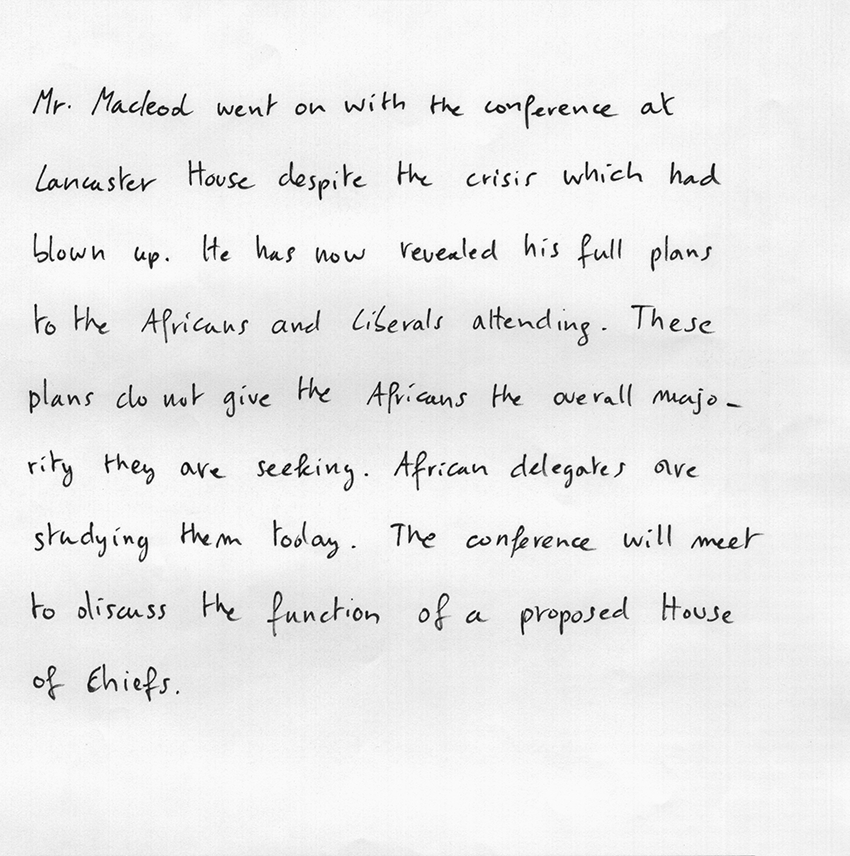 Mr. Macleod went on with the conference at
Lancaster House despite the crisis which had
blown up. He has now revealed his full plans
to the Africans and Liberals attending. These
plans do not give the Africans the overall majo-
rity they are seeking. African delegates are
studying them today. The conference will meet
to discuss the function of a proposed House
of Chiefs.